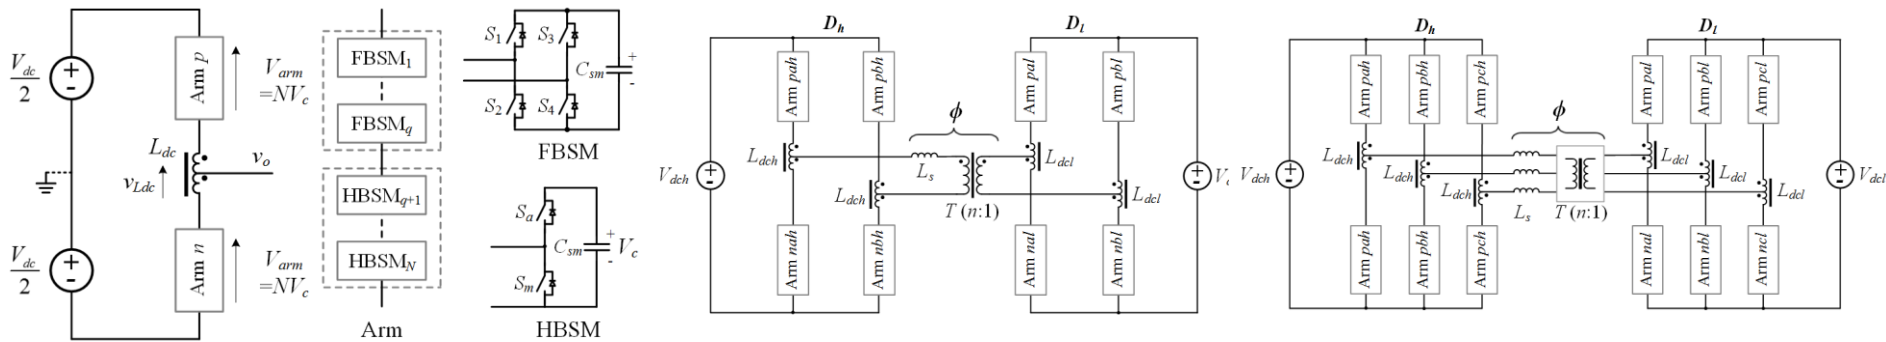 V_dc/2
V_dc/2
L_dc
v_Ldc
v_o
Arm p
Arm n
V_arm
=NV_c
V_arm
=NV_c
FBSM_1
FBSM_q
HBSM_q+1
HBSM_N
Arm
S_1
S_3
S_2
S_4
C_sm
+
-
FBSM
S_a
S_m
C_sm
+
-
V_c
HBSM
D_h
D_l
Arm pah
Arm pbh
Arm pal
Arm pbl
ϕ
V_dch
L_dch
L_dch
L_s
T (n:1)
L_dcl
L_dcl
Arm nah
Arm nbh
Arm nal
Arm nbl
D_h
D_l
Arm pah
Arm pbh
Arm pch
Arm pal
Arm pbl
Arm pcl
ϕ
V_dch
L_dch
L_dch
L_dch
L_s
T (n:1)
L_dcl
L_dcl
L_dcl
V_dcl
Arm pah
Arm pbh
Arm pch
Arm nal
Arm nbl
Arm ncl